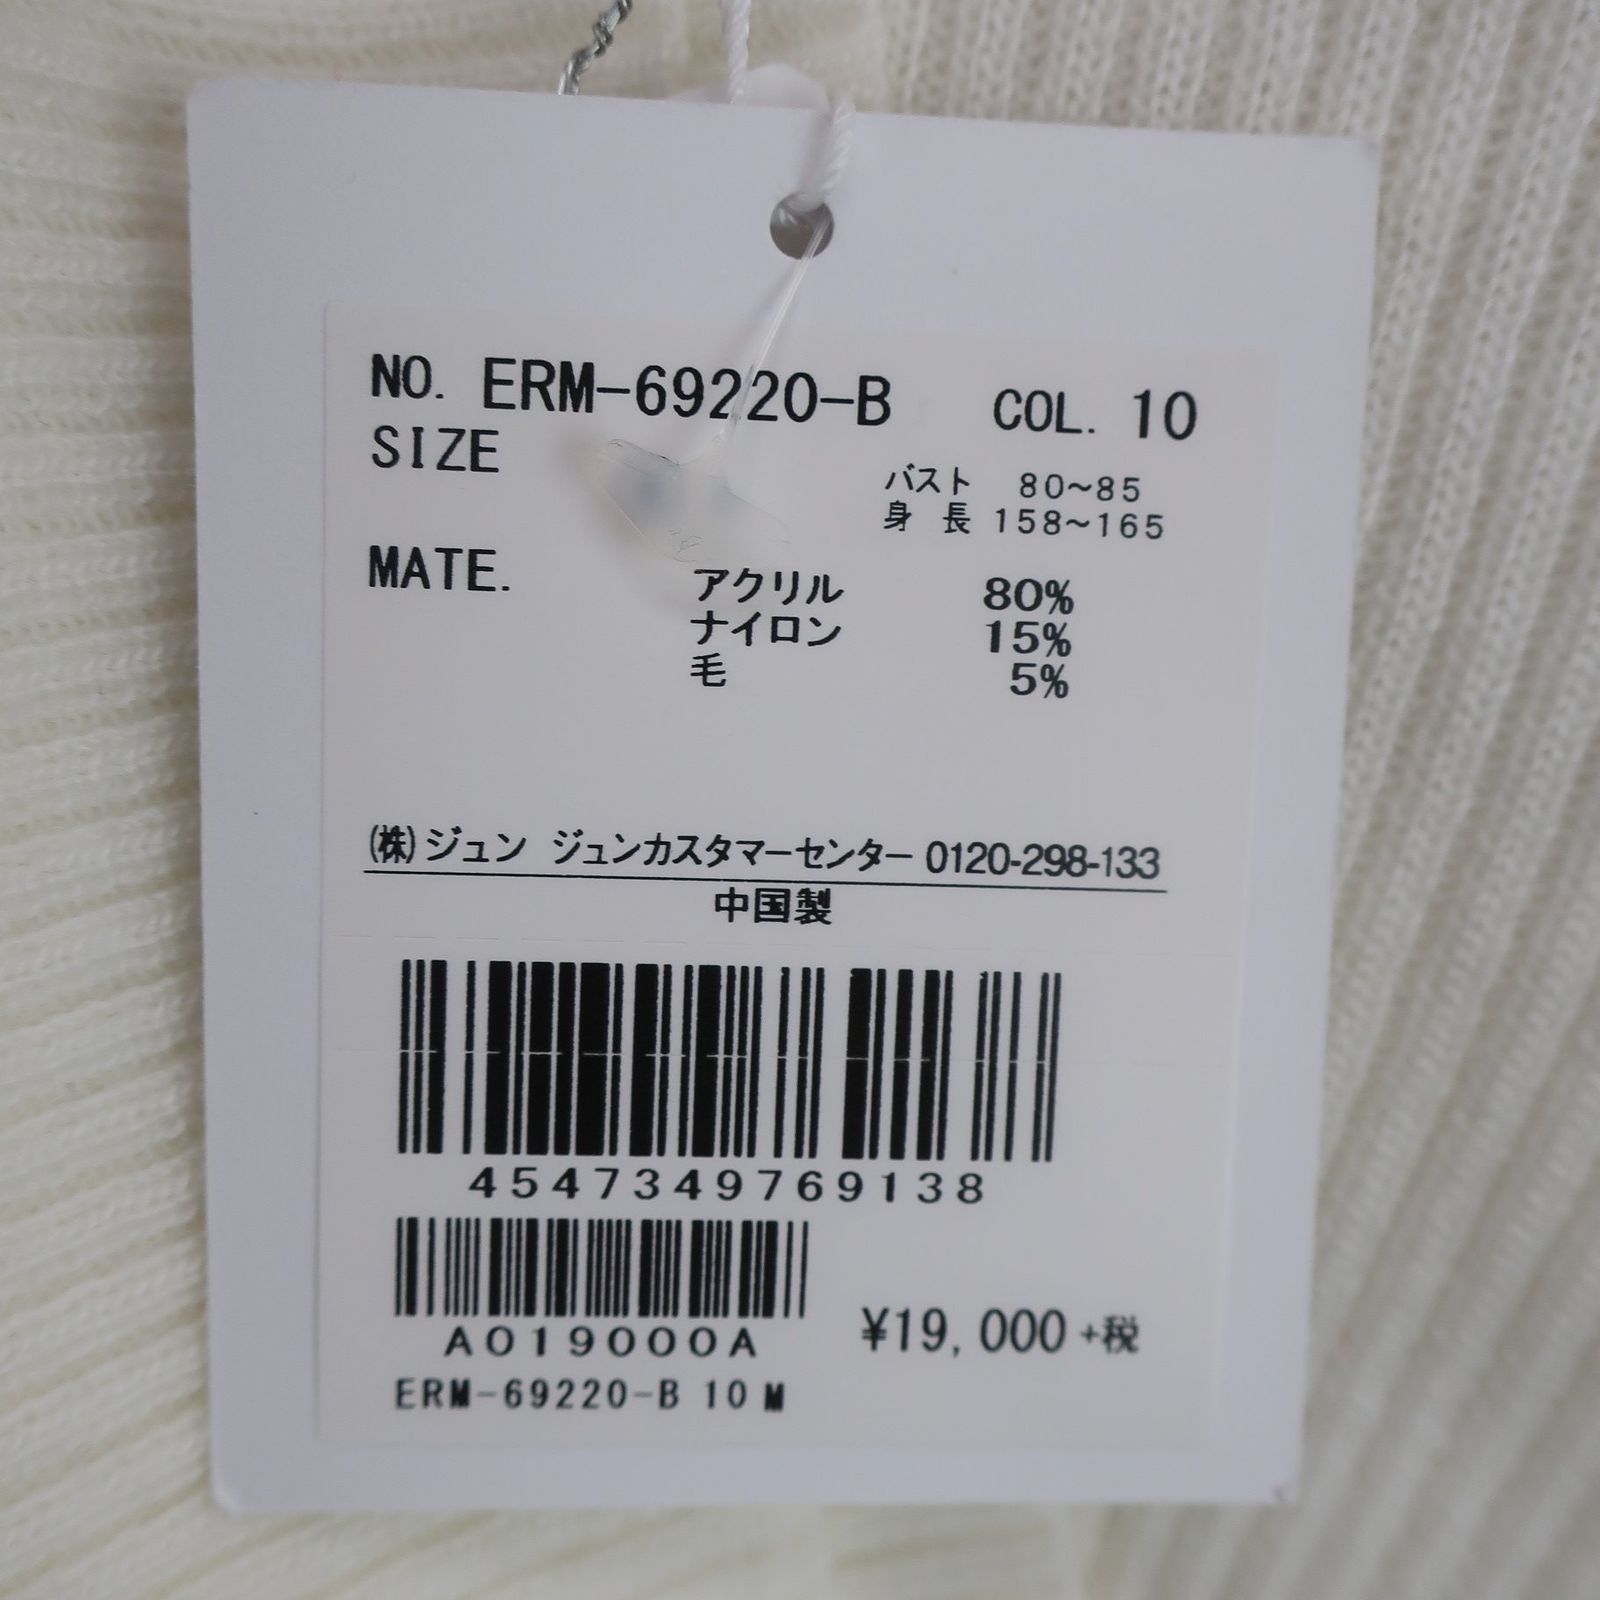 NO. ERM-69220-B COL. 10
SIZE
バスト 80~85
身 長 158~165
MATE.
アクリル 80%
ナイロン 15%
毛 5%
(株)ジュン ジュンカスタマーセンター 0120-298-133
中国製
4547349769138
A019000A
¥19,000+税
ERM-69220-B 10 M